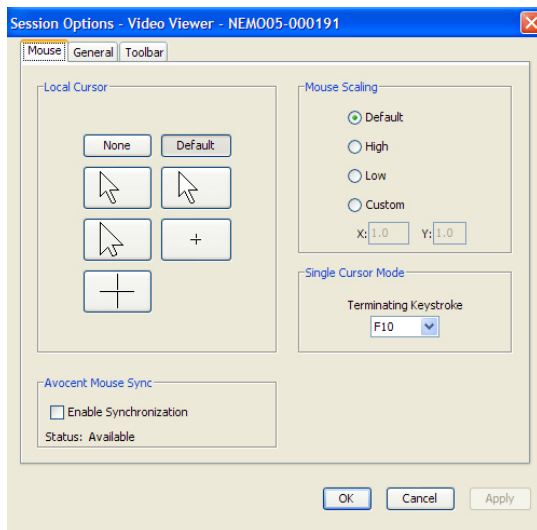 Session Options - Video Viewer - NEMO05-000191
Mouse General Toolbar
Local Cursor
None Default
Mouse Scaling
Default
High
Low
Custom
X: 1.0 Y: 1.0
Single Cursor Mode
Terminating Keystroke
F10
Avocent Mouse Sync
Enable Synchronization
Status: Available
OK Cancel Apply